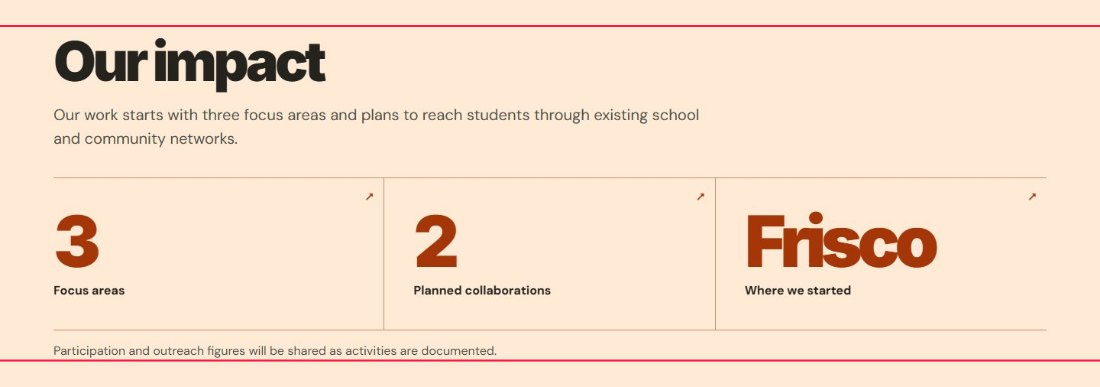 Our impact
Our work starts with three focus areas and plans to reach students through existing school
and community networks.
3
Focus areas
2
Planned collaborations
Frisco
Where we started
Participation and outreach figures will be shared as activities are documented.